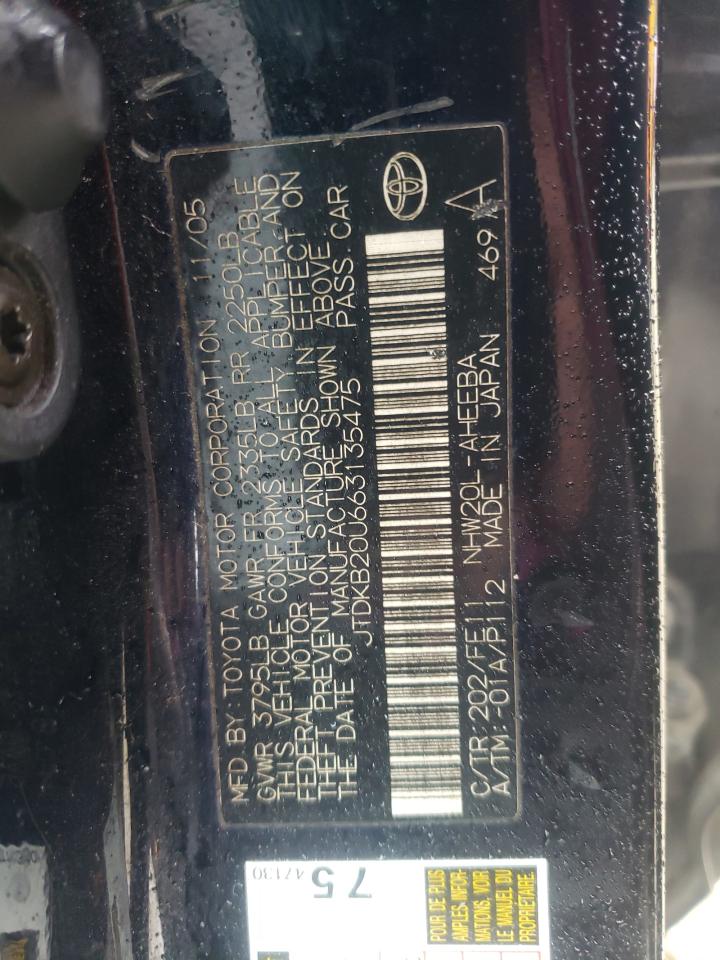 MFD BY: TOYOTA MOTOR CORPORATION 11/05
GVWR 3795LB GAWR FR 2335LB RR 2250LB
THIS VEHICLE CONFORMS TO ALL APPLICABLE
FEDERAL MOTOR VEHICLE SAFETY, BUMPER, AND
THEFT PREVENTION STANDARDS IN EFFECT ON
THE DATE OF MANUFACTURE SHOWN ABOVE.
JTDKB20U663135475 PASS. CAR
C/TR: 202/FE11 NHW20L-AHEEBA
A/TM: -01A/P112 MADE IN JAPAN 469 A
75
47130
POUR DE PLUS
AMPLES INFOR-
MATIONS, VOIR
LE MANUEL DU
PROPRIÉTAIRE